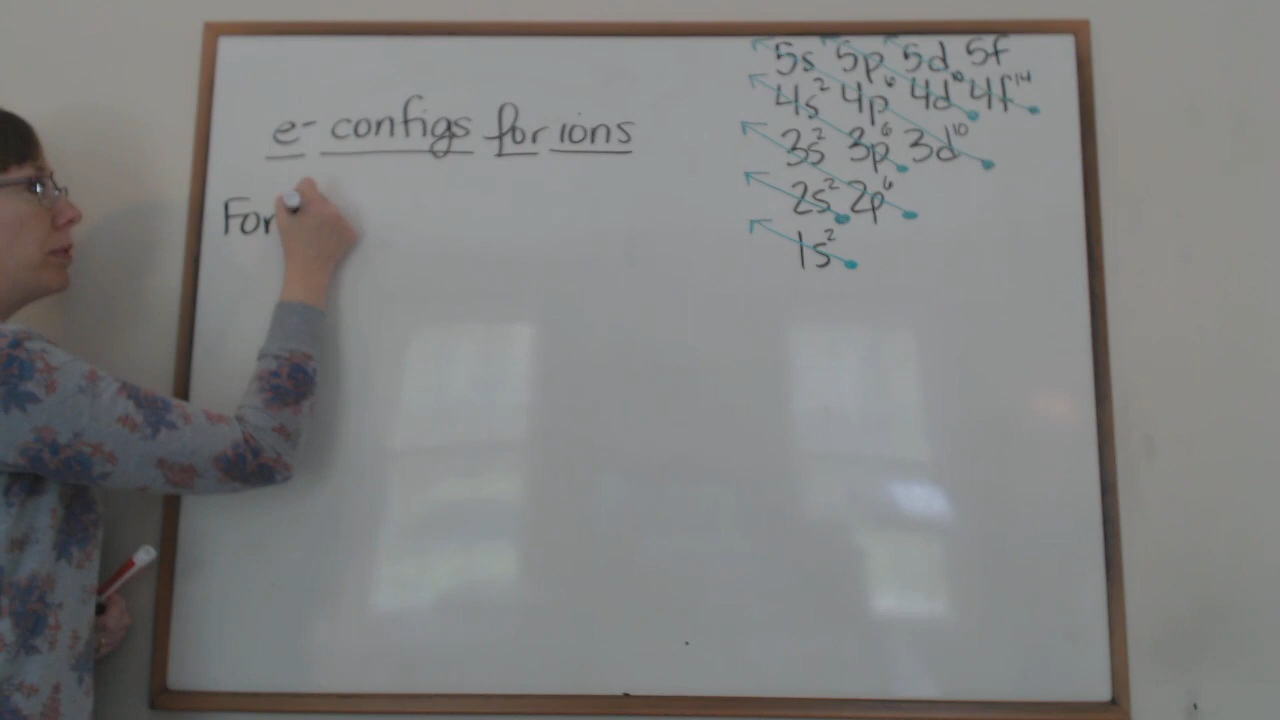 e- configs for ions
For
5s 5p 5d 5f
4s² 4p⁶ 4d¹⁰ 4f¹⁴
3s² 3p⁶ 3d¹⁰
2s² 2p⁶
1s²